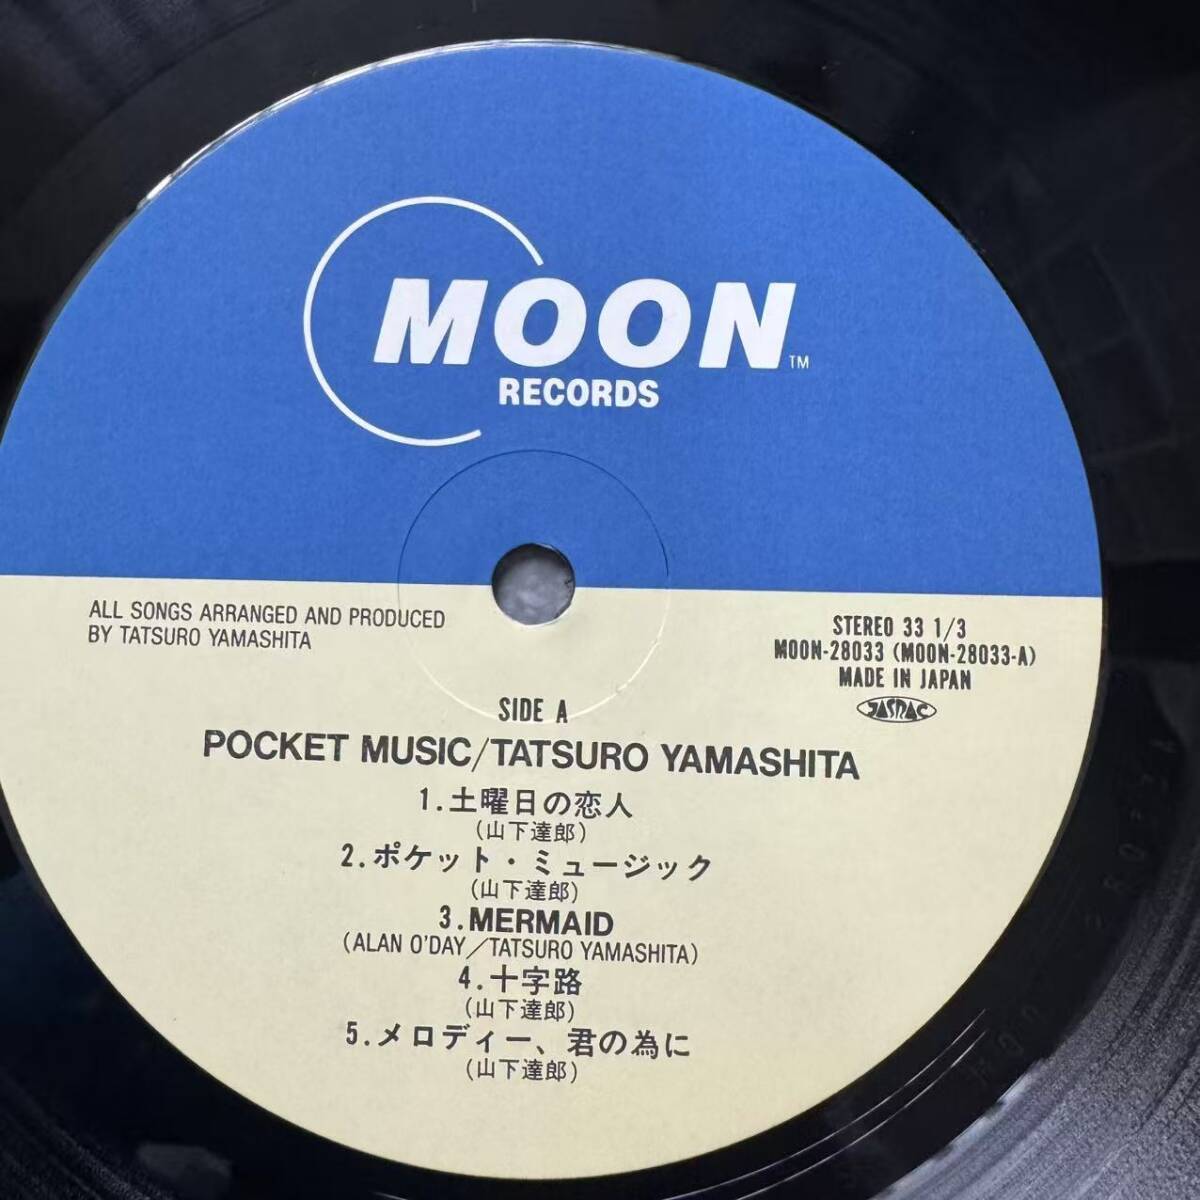 MOON TM
RECORDS
ALL SONGS ARRANGED AND PRODUCED
BY TATSURO YAMASHITA
STEREO 33 1/3
MOON-28033 (MOON-28033-A)
MADE IN JAPAN
JASRAC
SIDE A
POCKET MUSIC/TATSURO YAMASHITA
1.土曜日の恋人
(山下達郎)
2.ポケット・ミュージック
(山下達郎)
3.MERMAID
(ALAN O'DAY/TATSURO YAMASHITA)
4.十字路
(山下達郎)
5.メロディー、君の為に
(山下達郎)